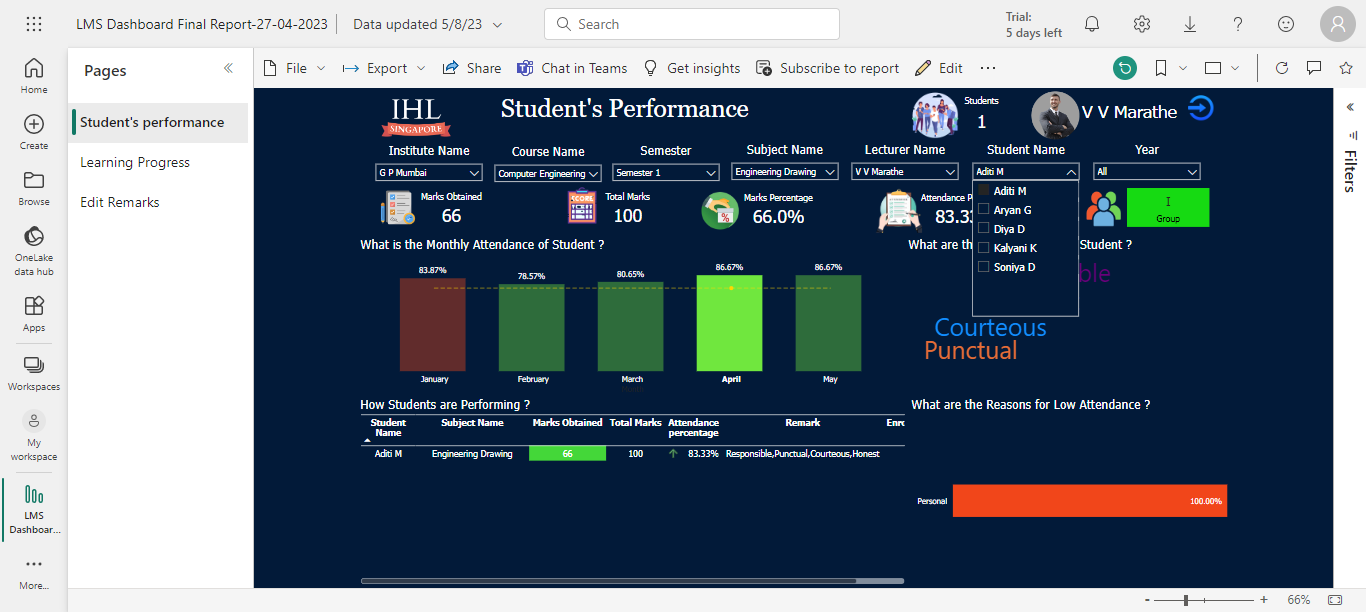 LMS Dashboard Final Report-27-04-2023
Data updated 5/8/23
Search
Trial:
5 days left
Home
Create
Browse
OneLake
data hub
Apps
Workspaces
My
workspace
LMS
Dashboar...
More...
Pages
Student's performance
Learning Progress
Edit Remarks
File
Export
Share
Chat in Teams
Get insights
Subscribe to report
Edit
IHL
SINGAPORE
Student's Performance
Students
1
V V Marathe
Institute Name
Course Name
Semester
Subject Name
Lecturer Name
Student Name
Year
G P Mumbai
Computer Engineering
Semester 1
Engineering Drawing
V V Marathe
Aditi M
All
Aditi M
Aryan G
Diya D
Kalyani K
Soniya D
Marks Obtained
66
SCORE
Total Marks
100
Marks Percentage
66.0%
Attendance P
83.33
I
Group
What is the Monthly Attendance of Student ?
83.87%
78.57%
80.65%
86.67%
86.67%
January
February
March
April
May
What are the
Student ?
ble
Courteous
Punctual
How Students are Performing ?
Student
Name
Subject Name
Marks Obtained
Total Marks
Attendance
percentage
Remark
Enro
Aditi M
Engineering Drawing
66
100
83.33%
Responsible,Punctual,Courteous,Honest
What are the Reasons for Low Attendance ?
Personal
100.00%
Filters
66%